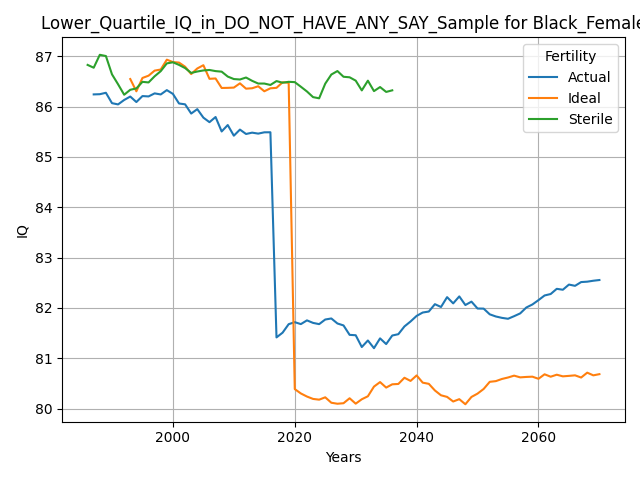 Lower_Quartile_IQ_in_DO_NOT_HAVE_ANY_SAY_Sample for Black_Female
Fertility
Actual
Ideal
Sterile
IQ
87
86
85
84
83
82
81
80
2000 2020 2040 2060
Years